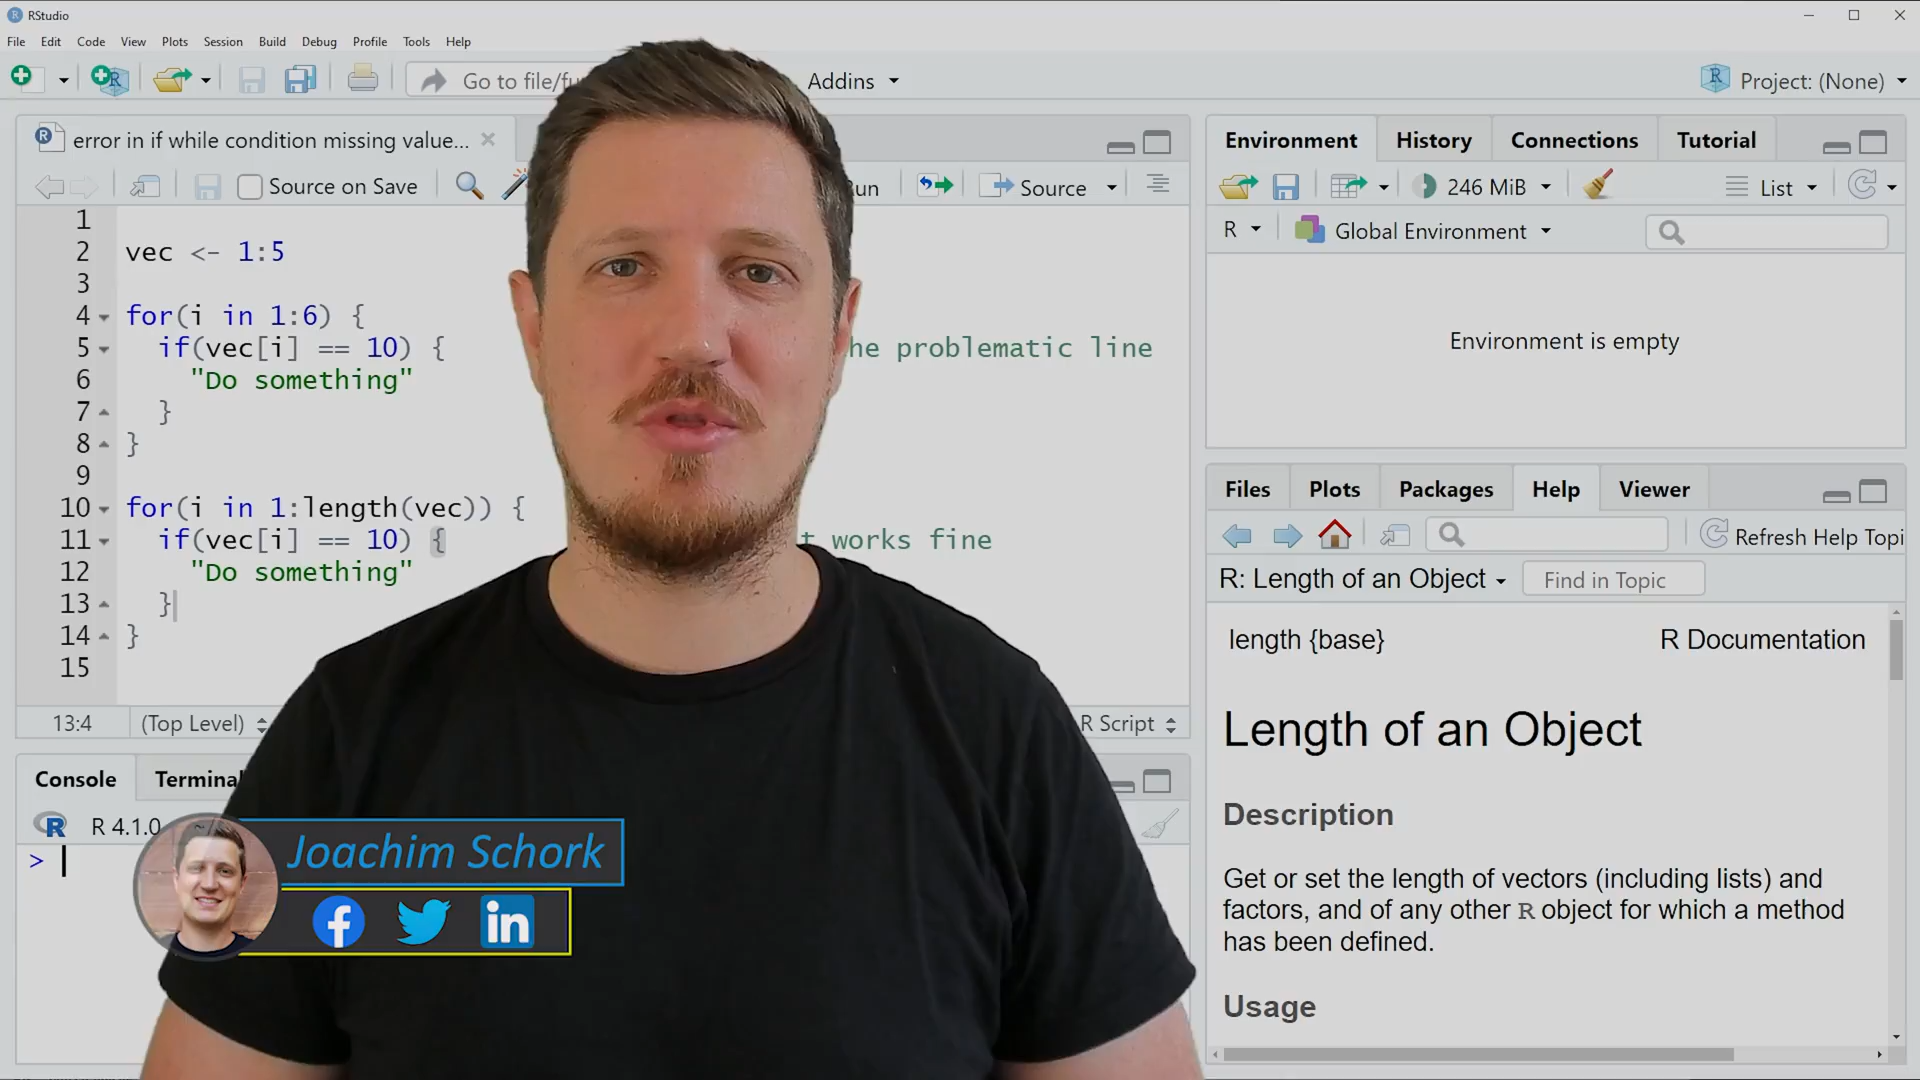 RStudio
File Edit Code View Plots Session Build Debug Profile Tools Help
Go to file/fu
Addins
Project: (None)
error in if while condition missing value...
Source on Save
Source
1
2 vec <- 1:5
3
4 for(i in 1:6) {
5 if(vec[i] == 10) { he problematic line
6 "Do something"
7 }
8 }
9
10 for(i in 1:length(vec)) {
11 if(vec[i] == 10) { t works fine
12 "Do something"
13 }
14 }
15
13:4 (Top Level) R Script
Console Terminal
R 4.1.0 ~/
>
Joachim Schork
f in
Environment History Connections Tutorial
246 MiB List
R Global Environment
Environment is empty
Files Plots Packages Help Viewer
Refresh Help Topi
R: Length of an Object Find in Topic
length {base} R Documentation
Length of an Object
Description
Get or set the length of vectors (including lists) and
factors, and of any other R object for which a method
has been defined.
Usage